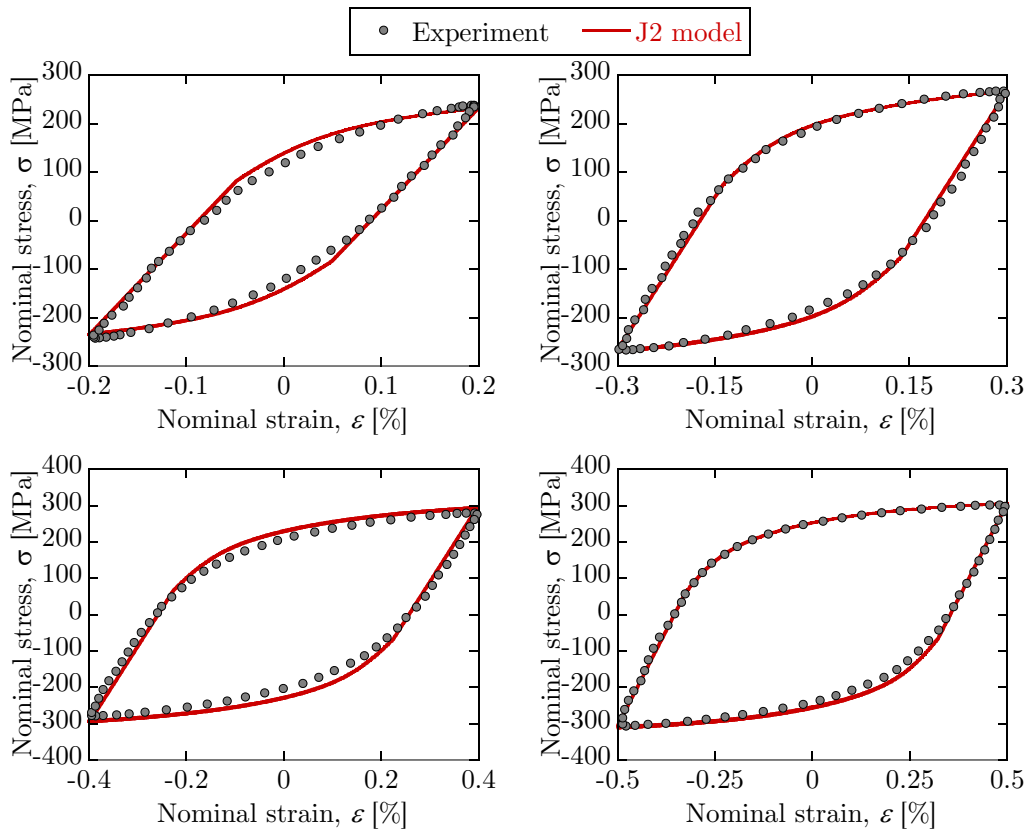 Experiment J2 model
Nominal stress, σ [MPa]
300
200
100
0
-100
-200
-300
-0.2 -0.1 0 0.1 0.2
Nominal strain, ε [%]
Nominal stress, σ [MPa]
300
200
100
0
-100
-200
-300
-0.3 -0.15 0 0.15 0.3
Nominal strain, ε [%]
Nominal stress, σ [MPa]
400
300
200
100
0
-100
-200
-300
-400
-0.4 -0.2 0 0.2 0.4
Nominal strain, ε [%]
Nominal stress, σ [MPa]
400
300
200
100
0
-100
-200
-300
-400
-0.5 -0.25 0 0.25 0.5
Nominal strain, ε [%]